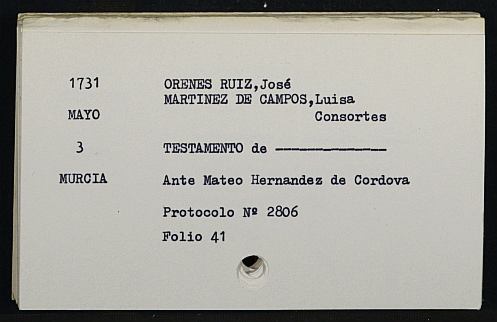 1731 ORENES RUIZ,José
MARTINEZ DE CAMPOS,Luisa
MAYO Consortes
3 TESTAMENTO de --------------
MURCIA Ante Mateo Hernandez de Cordova
Protocolo Nº 2806
Folio 41